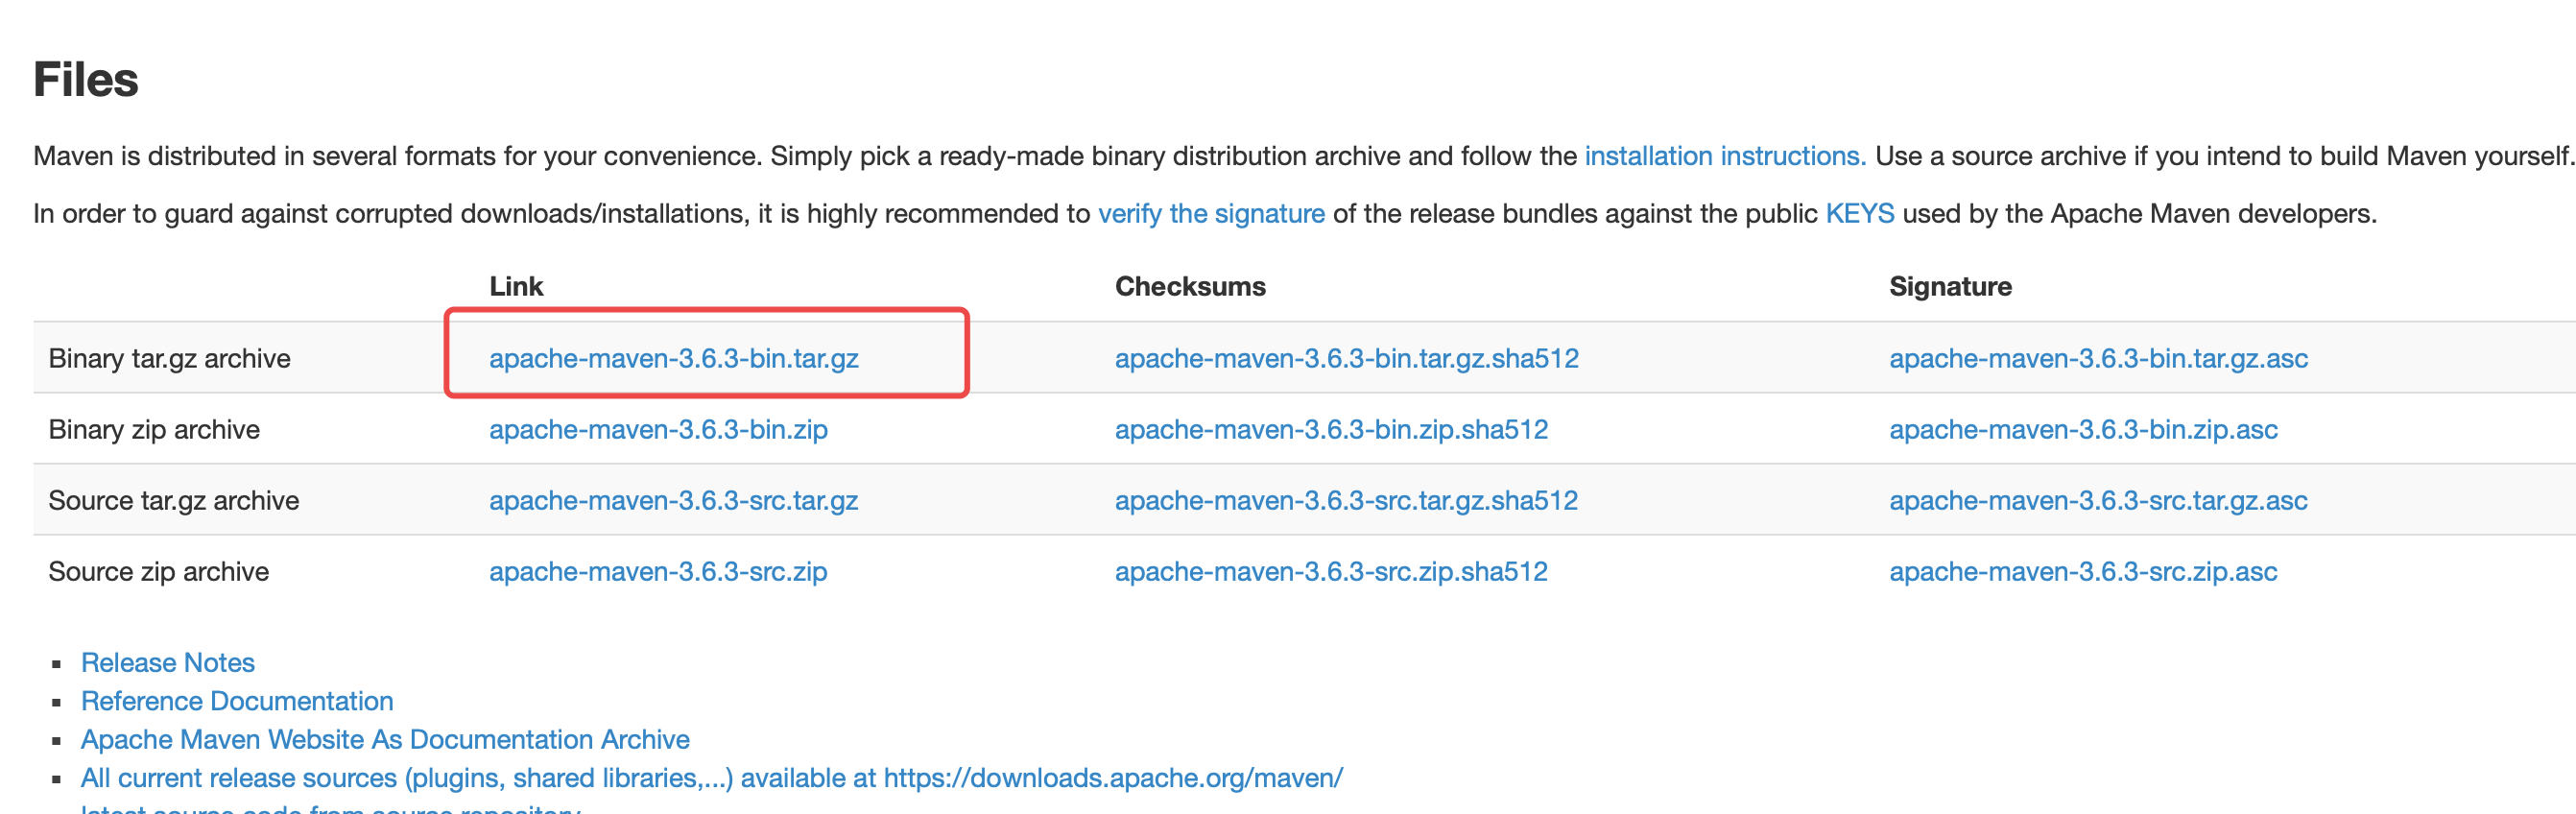 Files
Maven is distributed in several formats for your convenience. Simply pick a ready-made binary distribution archive and follow the installation instructions. Use a source archive if you intend to build Maven yourself.
In order to guard against corrupted downloads/installations, it is highly recommended to verify the signature of the release bundles against the public KEYS used by the Apache Maven developers.
Link Checksums Signature
Binary tar.gz archive apache-maven-3.6.3-bin.tar.gz apache-maven-3.6.3-bin.tar.gz.sha512 apache-maven-3.6.3-bin.tar.gz.asc
Binary zip archive apache-maven-3.6.3-bin.zip apache-maven-3.6.3-bin.zip.sha512 apache-maven-3.6.3-bin.zip.asc
Source tar.gz archive apache-maven-3.6.3-src.tar.gz apache-maven-3.6.3-src.tar.gz.sha512 apache-maven-3.6.3-src.tar.gz.asc
Source zip archive apache-maven-3.6.3-src.zip apache-maven-3.6.3-src.zip.sha512 apache-maven-3.6.3-src.zip.asc
Release Notes
Reference Documentation
Apache Maven Website As Documentation Archive
All current release sources (plugins, shared libraries,...) available at https://downloads.apache.org/maven/
latest source code from source repository